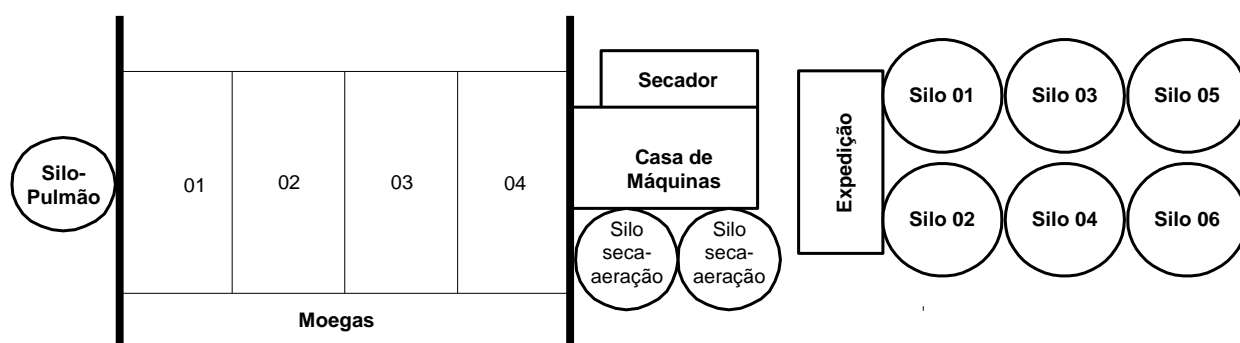 Silo-
Pulmão
01
02
03
04
Moegas
Secador
Casa de
Máquinas
Silo
seca-
aeração
Silo
seca-
aeração
Expedição
Silo 01
Silo 03
Silo 05
Silo 02
Silo 04
Silo 06